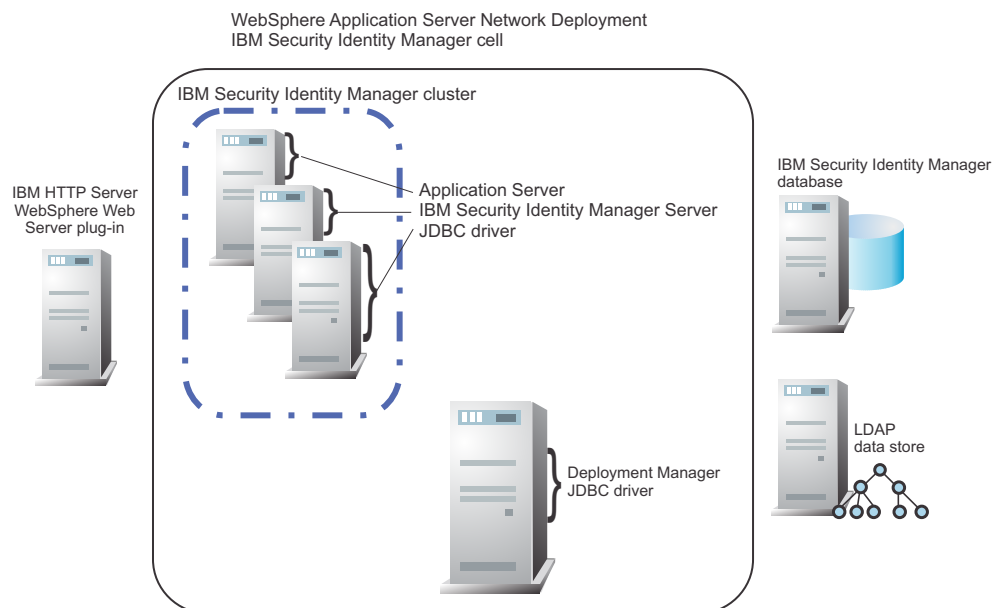 WebSphere Application Server Network Deployment
IBM Security Identity Manager cell
IBM Security Identity Manager cluster
IBM HTTP Server
WebSphere Web
Server plug-in
Application Server
IBM Security Identity Manager Server
JDBC driver
IBM Security Identity Manager
database
LDAP
data store
Deployment Manager
JDBC driver